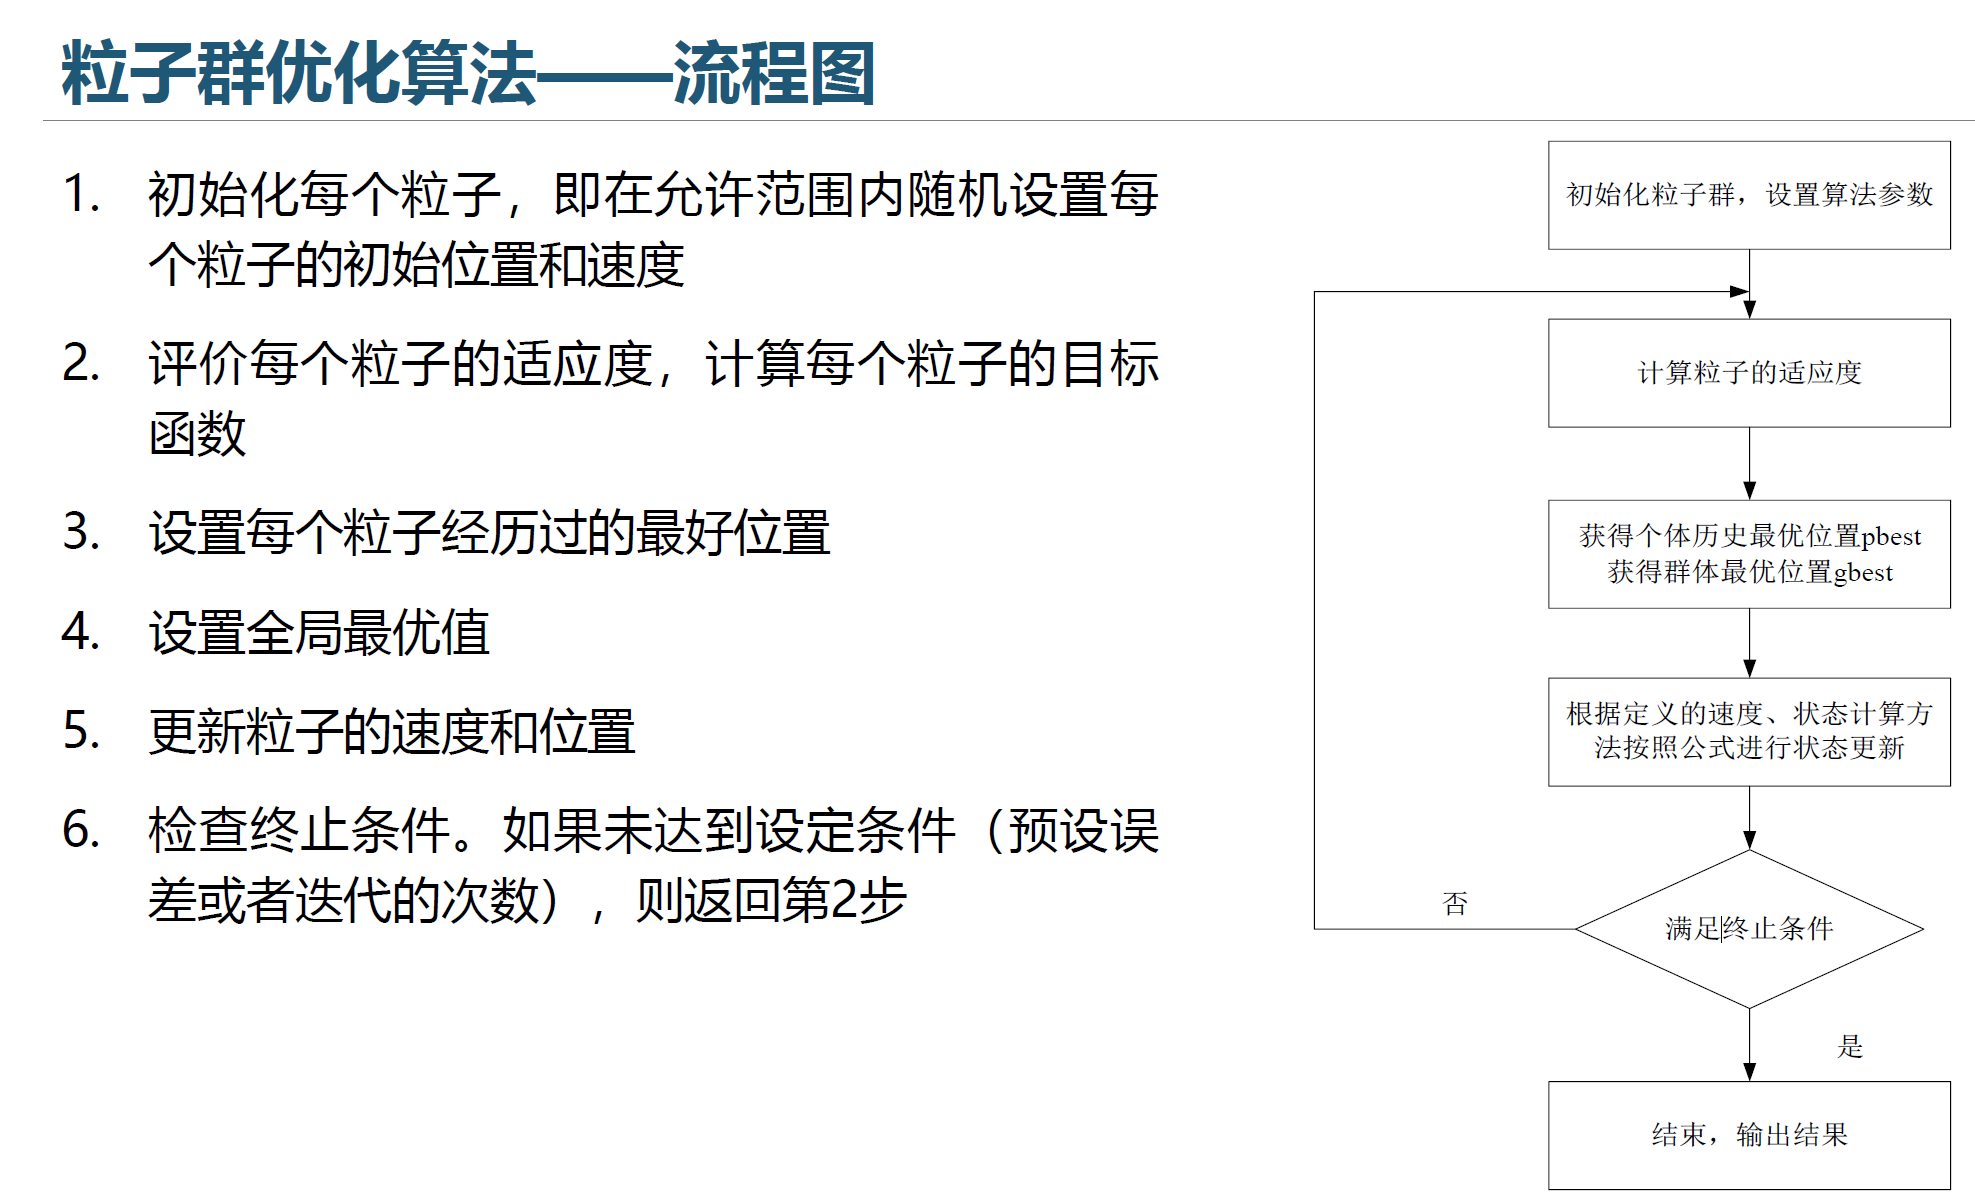 粒子群优化算法——流程图
1. 初始化每个粒子，即在允许范围内随机设置每
个粒子的初始位置和速度
2. 评价每个粒子的适应度，计算每个粒子的目标
函数
3. 设置每个粒子经历过的最好位置
4. 设置全局最优值
5. 更新粒子的速度和位置
6. 检查终止条件。如果未达到设定条件（预设误
差或者迭代的次数），则返回第2步
初始化粒子群，设置算法参数
计算粒子的适应度
获得个体历史最优位置pbest
获得群体最优位置gbest
根据定义的速度、状态计算方
法按照公式进行状态更新
否
满足终止条件
是
结束，输出结果